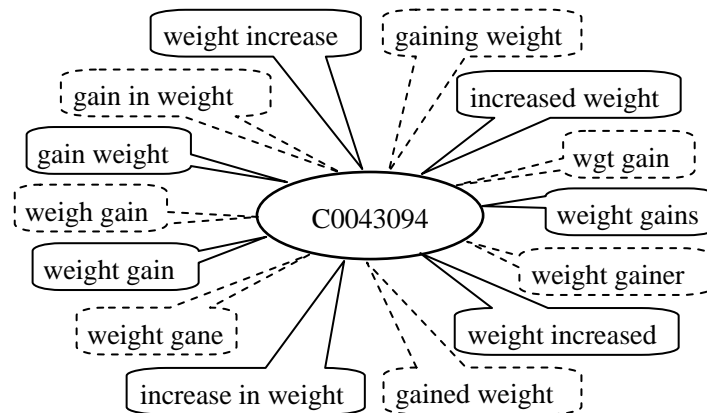 weight increase
gaining weight
gain in weight
increased weight
gain weight
wgt gain
weigh gain
C0043094
weight gains
weight gain
weight gainer
weight gane
weight increased
increase in weight
gained weight